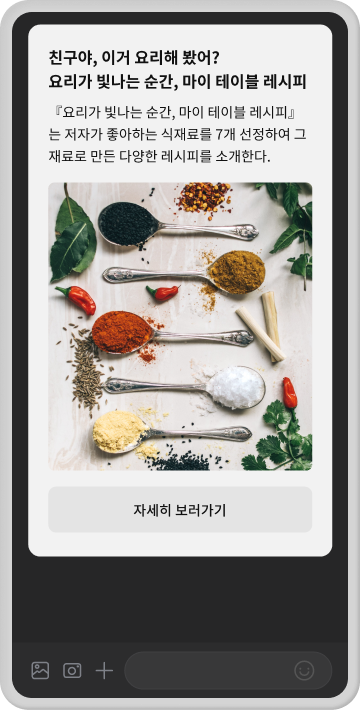 친구야, 이거 요리해 봤어?
요리가 빛나는 순간, 마이 테이블 레시피
『요리가 빛나는 순간, 마이 테이블 레시피』
는 저자가 좋아하는 식재료를 7개 선정하여 그
재료로 만든 다양한 레시피를 소개한다.
자세히 보러가기